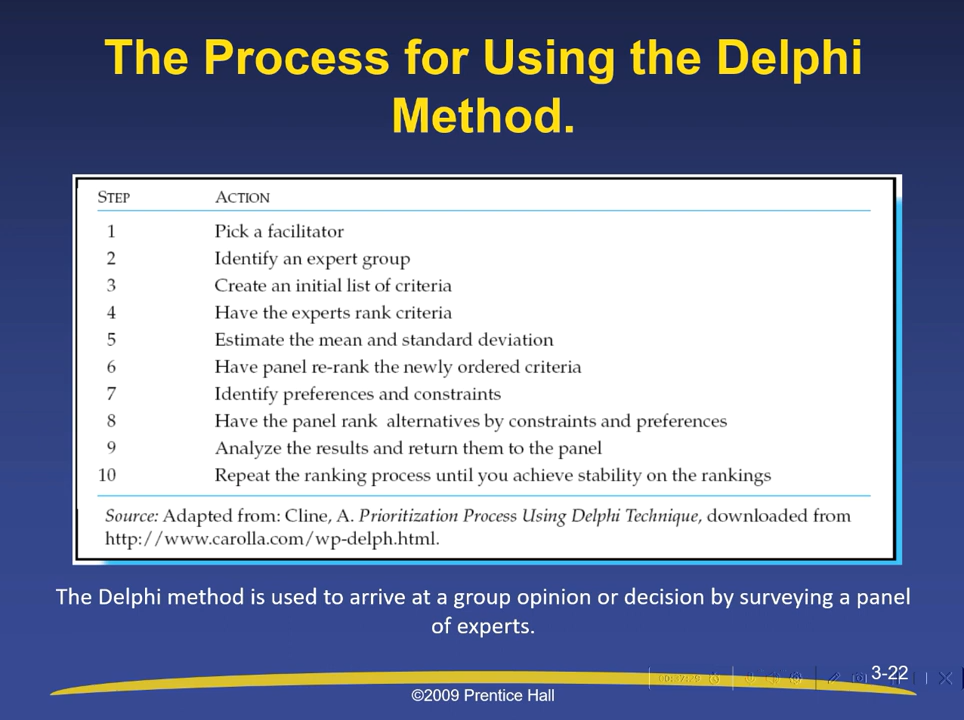 The Process for Using the Delphi
Method.
STEP ACTION
1 Pick a facilitator
2 Identify an expert group
3 Create an initial list of criteria
4 Have the experts rank criteria
5 Estimate the mean and standard deviation
6 Have panel re-rank the newly ordered criteria
7 Identify preferences and constraints
8 Have the panel rank alternatives by constraints and preferences
9 Analyze the results and return them to the panel
10 Repeat the ranking process until you achieve stability on the rankings
Source: Adapted from: Cline, A. Prioritization Process Using Delphi Technique, downloaded from
http://www.carolla.com/wp-delph.html.
The Delphi method is used to arrive at a group opinion or decision by surveying a panel
of experts.
3-22
©2009 Prentice Hall